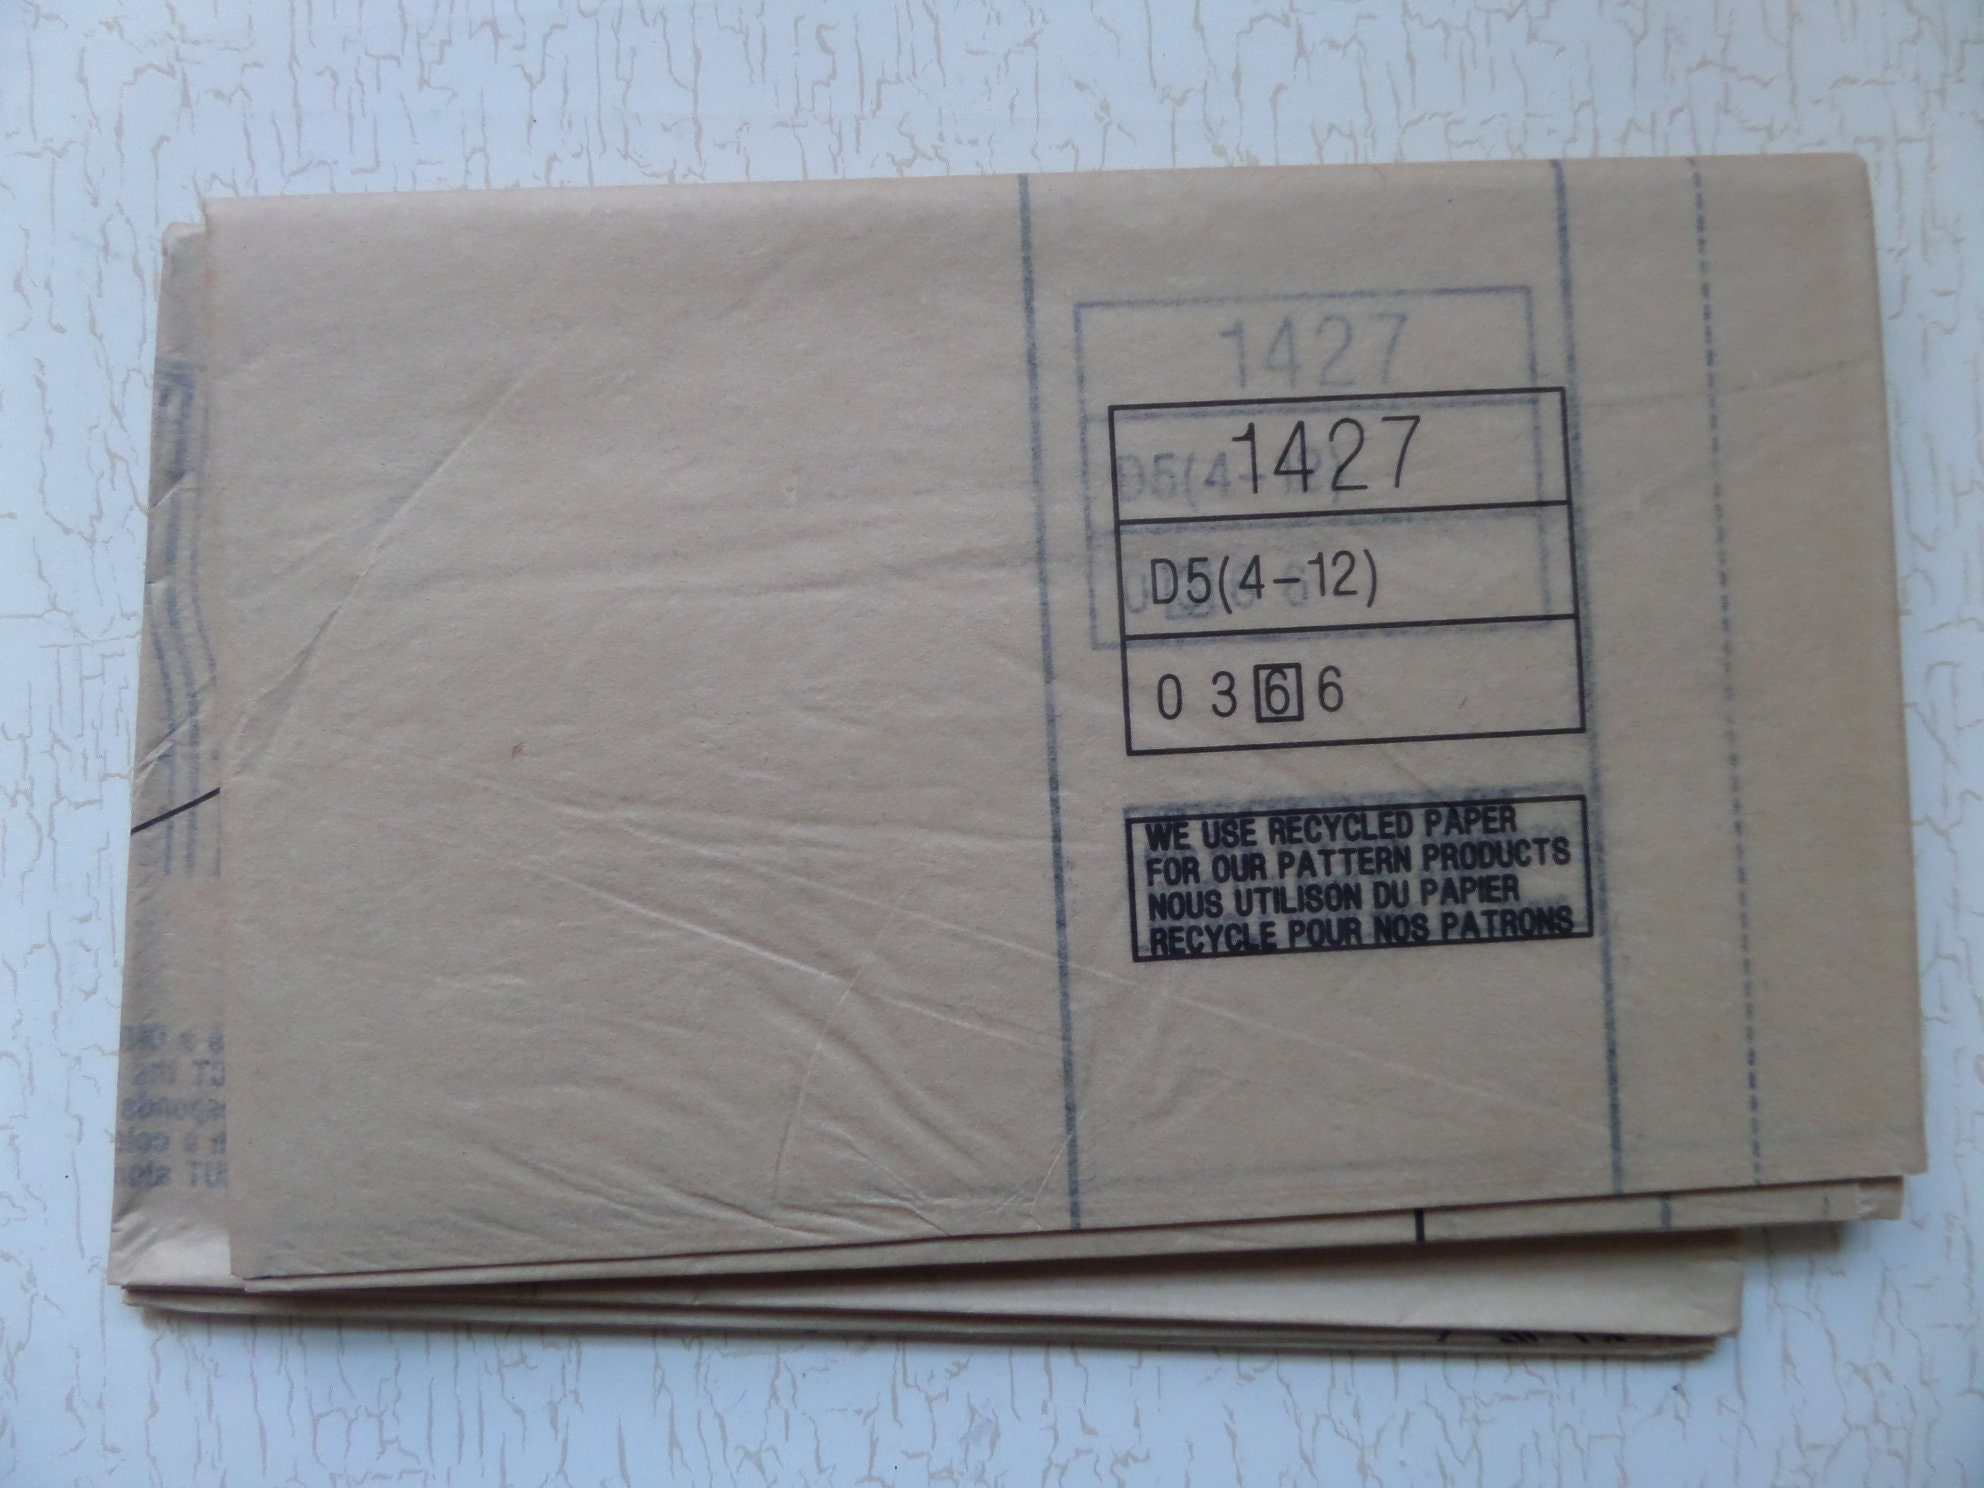 1427
1427
D5(4-12)
0 3 6 6
WE USE RECYCLED PAPER
FOR OUR PATTERN PRODUCTS
NOUS UTILISON DU PAPIER
RECYCLE POUR NOS PATRONS